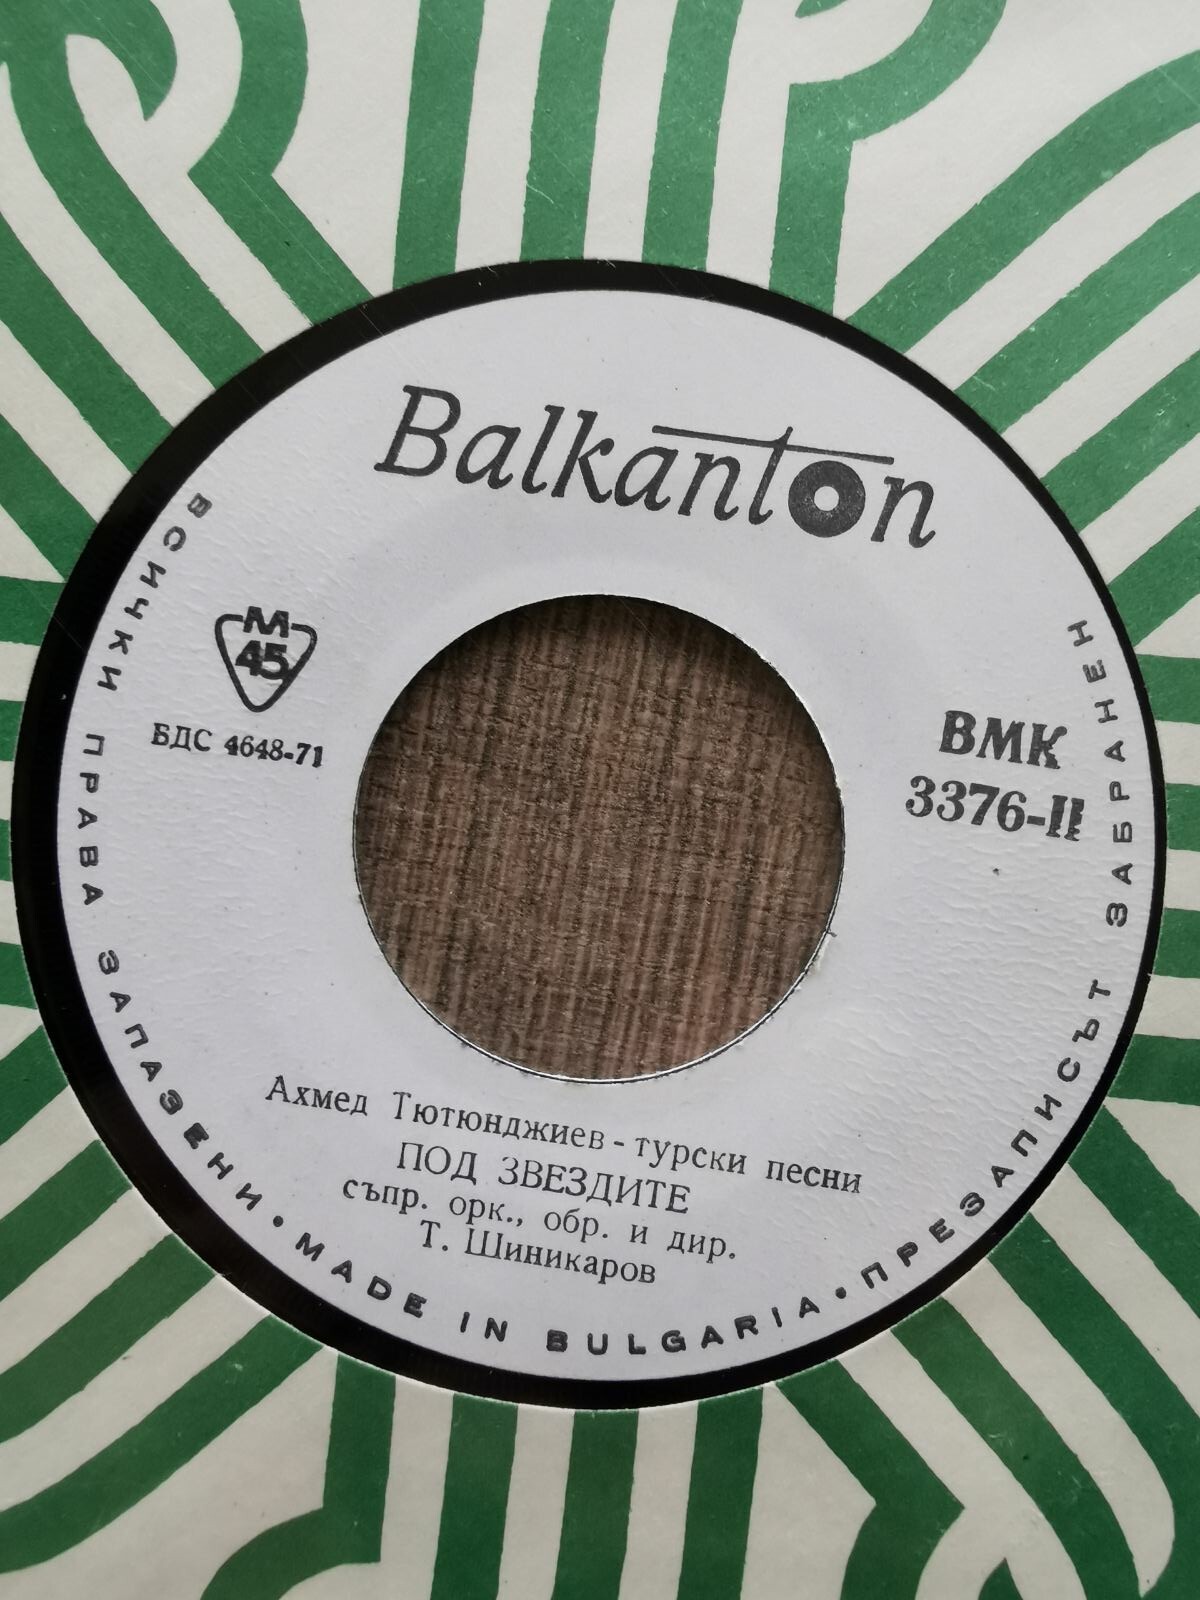 Balkanton
М
45
БДС 4648-71
ВМК
3376-II
Ахмед Тютюнджиев - турски песни
ПОД ЗВЕЗДИТЕ
съпр. орк., обр. и дир.
Т. Шиникаров
ВСИЧКИ ПРАВА ЗАПАЗЕНИ • MADE IN BULGARIA • ПРЕЗАПИСЪТ ЗАБРАНЕН